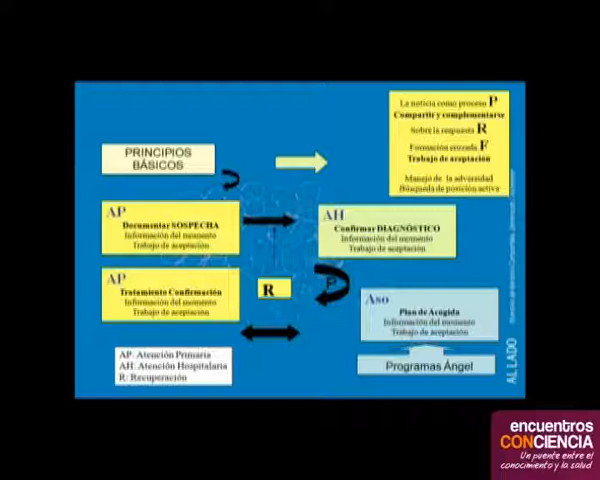 La noticia como proceso P
Compartir y complementarse
Sobre la respuesta R
Formación cruzada F
Trabajo de aceptación
Manejo de la adversidad
Búsqueda de posición activa
PRINCIPIOS
BÁSICOS
AP
Documentar SOSPECHA
Información del momento
Trabajo de aceptación
AH
Confirmar DIAGNÓSTICO
Información del momento
Trabajo de aceptación
AP
Tratamiento Confirmación
Información del momento
Trabajo de aceptación
R
P
Aso
Plan de Acogida
Información del momento
Trabajo de aceptación
Programas Ángel
AP: Atención Primaria
AH: Atención Hospitalaria
R: Recuperación
AL LADO
encuentros
CONCIENCIA
Un puente entre el
conocimiento y la salud